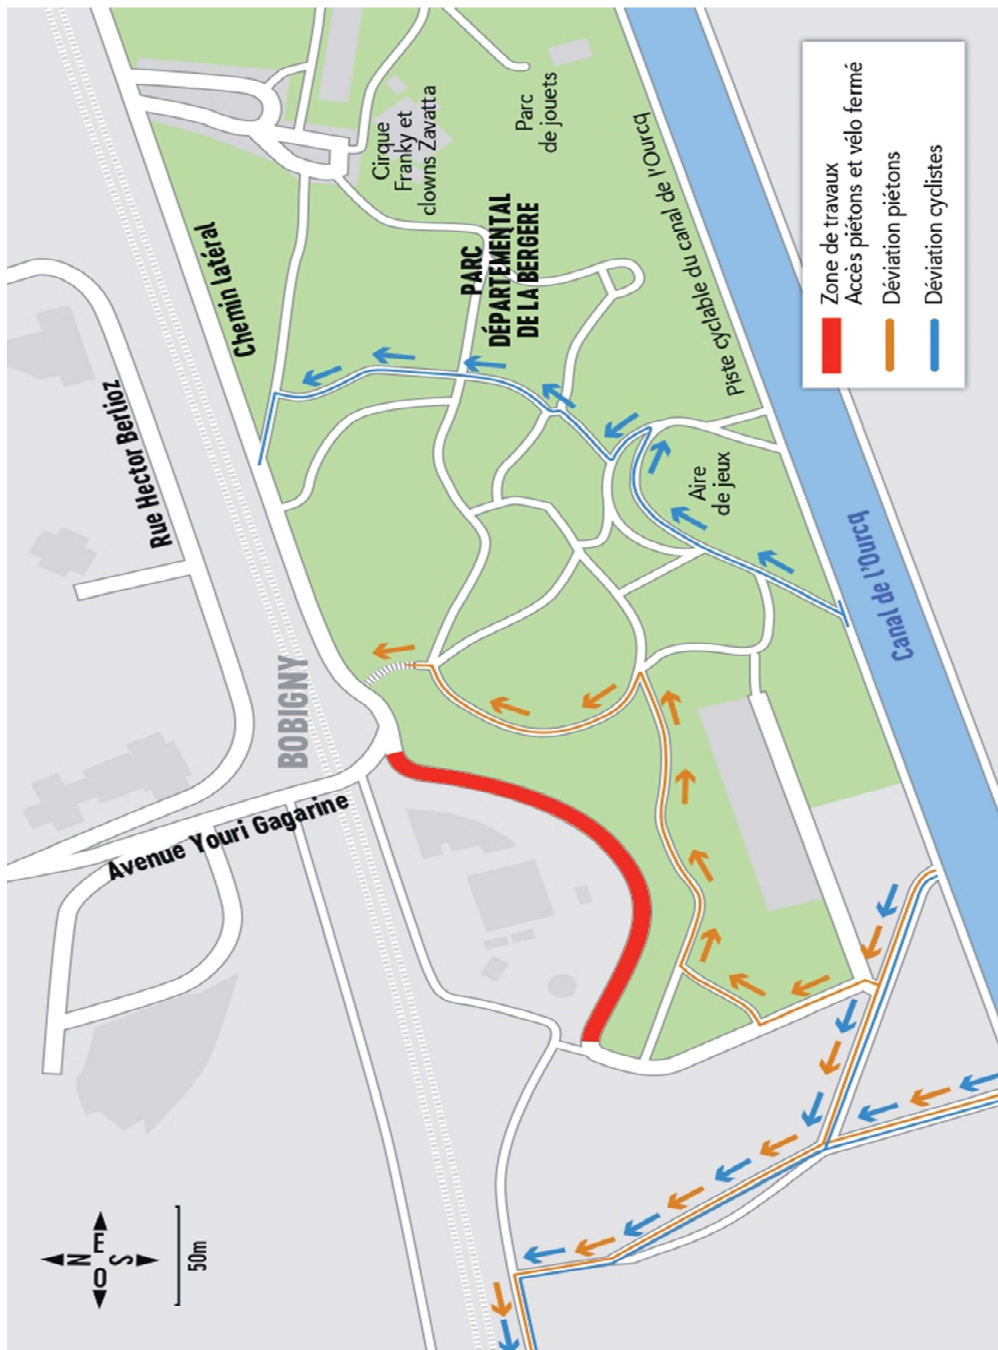 Rue Hector Berlioz
Chemin latéral
Avenue Youri Gagarine
BOBIGNY
Cirque
Franky et
clowns Zavatta
Parc
de jouets
PARC
DÉPARTEMENTAL
DE LA BERGERE
Aire
de jeux
Piste cyclable du canal de l'Ourcq
Canal de l'Ourcq
Zone de travaux
Accès piétons et vélo fermé
Déviation piétons
Déviation cyclistes
N
O E
S
50m